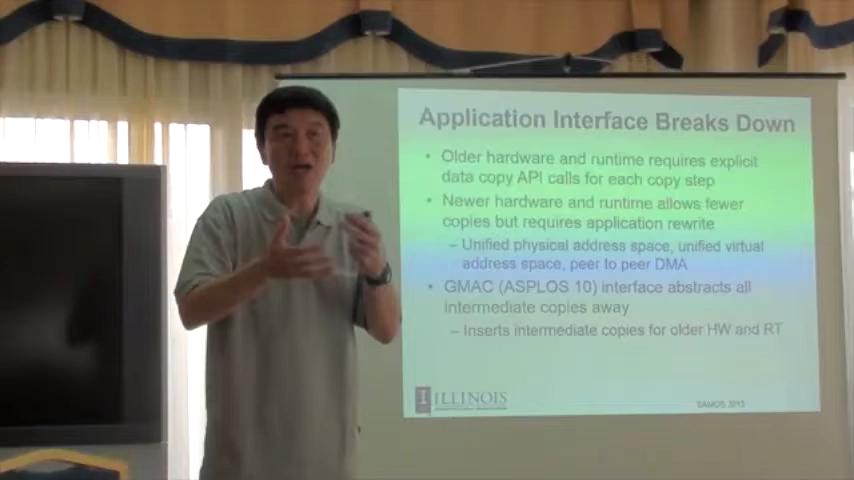 Application Interface Breaks Down
• Older hardware and runtime requires explicit
data copy API calls for each copy step
• Newer hardware and runtime allows fewer
copies but requires application rewrite
– Unified physical address space, unified virtual
address space, peer to peer DMA
• GMAC (ASPLOS 10) interface abstracts all
intermediate copies away
– Inserts intermediate copies for older HW and RT
I ILLINOIS
SAMOS 2013